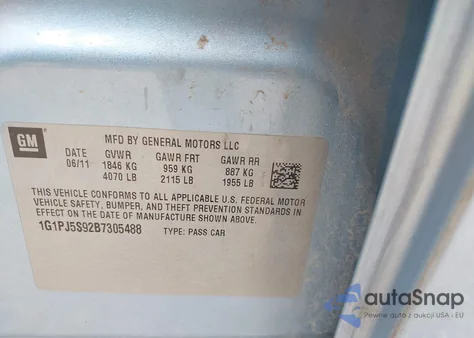 GM
MFD BY GENERAL MOTORS LLC
DATE GVWR GAWR FRT GAWR RR
06/11 1846 KG 959 KG 887 KG
4070 LB 2115 LB 1955 LB
THIS VEHICLE CONFORMS TO ALL APPLICABLE U.S. FEDERAL MOTOR
VEHICLE SAFETY, BUMPER, AND THEFT PREVENTION STANDARDS IN
EFFECT ON THE DATE OF MANUFACTURE SHOWN ABOVE.
1G1PJ5S92B7305488 TYPE: PASS CAR
autoSnap
Pewne auta z aukcji USA i EU